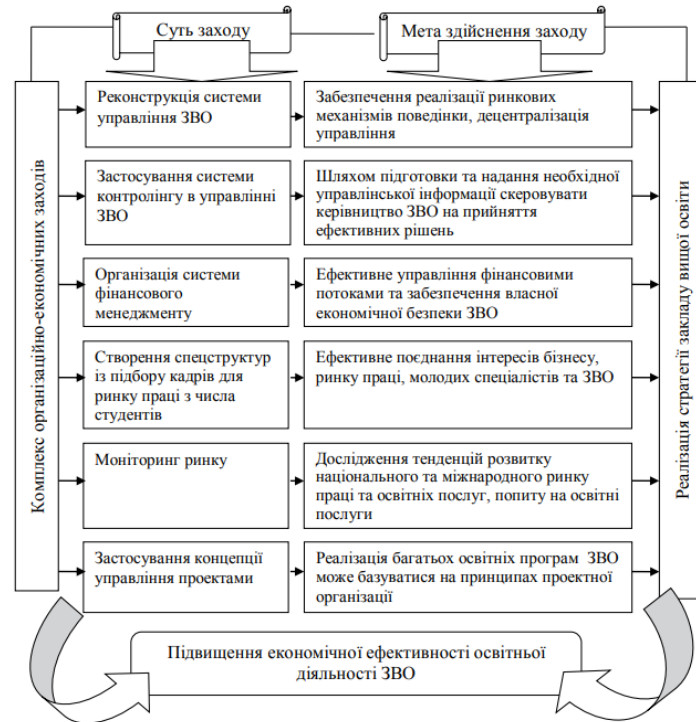 Суть заходу
Мета здійснення заходу
Комплекс організаційно-економічних заходів
Реконструкція системи
управління ЗВО
Забезпечення реалізації ринкових
механізмів поведінки, децентралізація
управління
Застосування системи
контролінгу в управлінні
ЗВО
Шляхом підготовки та надання необхідної
управлінської інформації скеровувати
керівництво ЗВО на прийняття
ефективних рішень
Організація системи
фінансового
менеджменту
Ефективне управління фінансовими
потоками та забезпечення власної
економічної безпеки ЗВО
Створення спецструктур
із підбору кадрів для
ринку праці з числа
студентів
Ефективне поєднання інтересів бізнесу,
ринку праці, молодих спеціалістів та ЗВО
Моніторинг ринку
Дослідження тенденцій розвитку
національного та міжнародного ринку
праці та освітніх послуг, попиту на освітні
послуги
Застосування концепції
управління проектами
Реалізація багатьох освітніх програм ЗВО
може базуватися на принципах проектної
організації
Реалізація стратегії закладу вищої освіти
Підвищення економічної ефективності освітньої
діяльності ЗВО